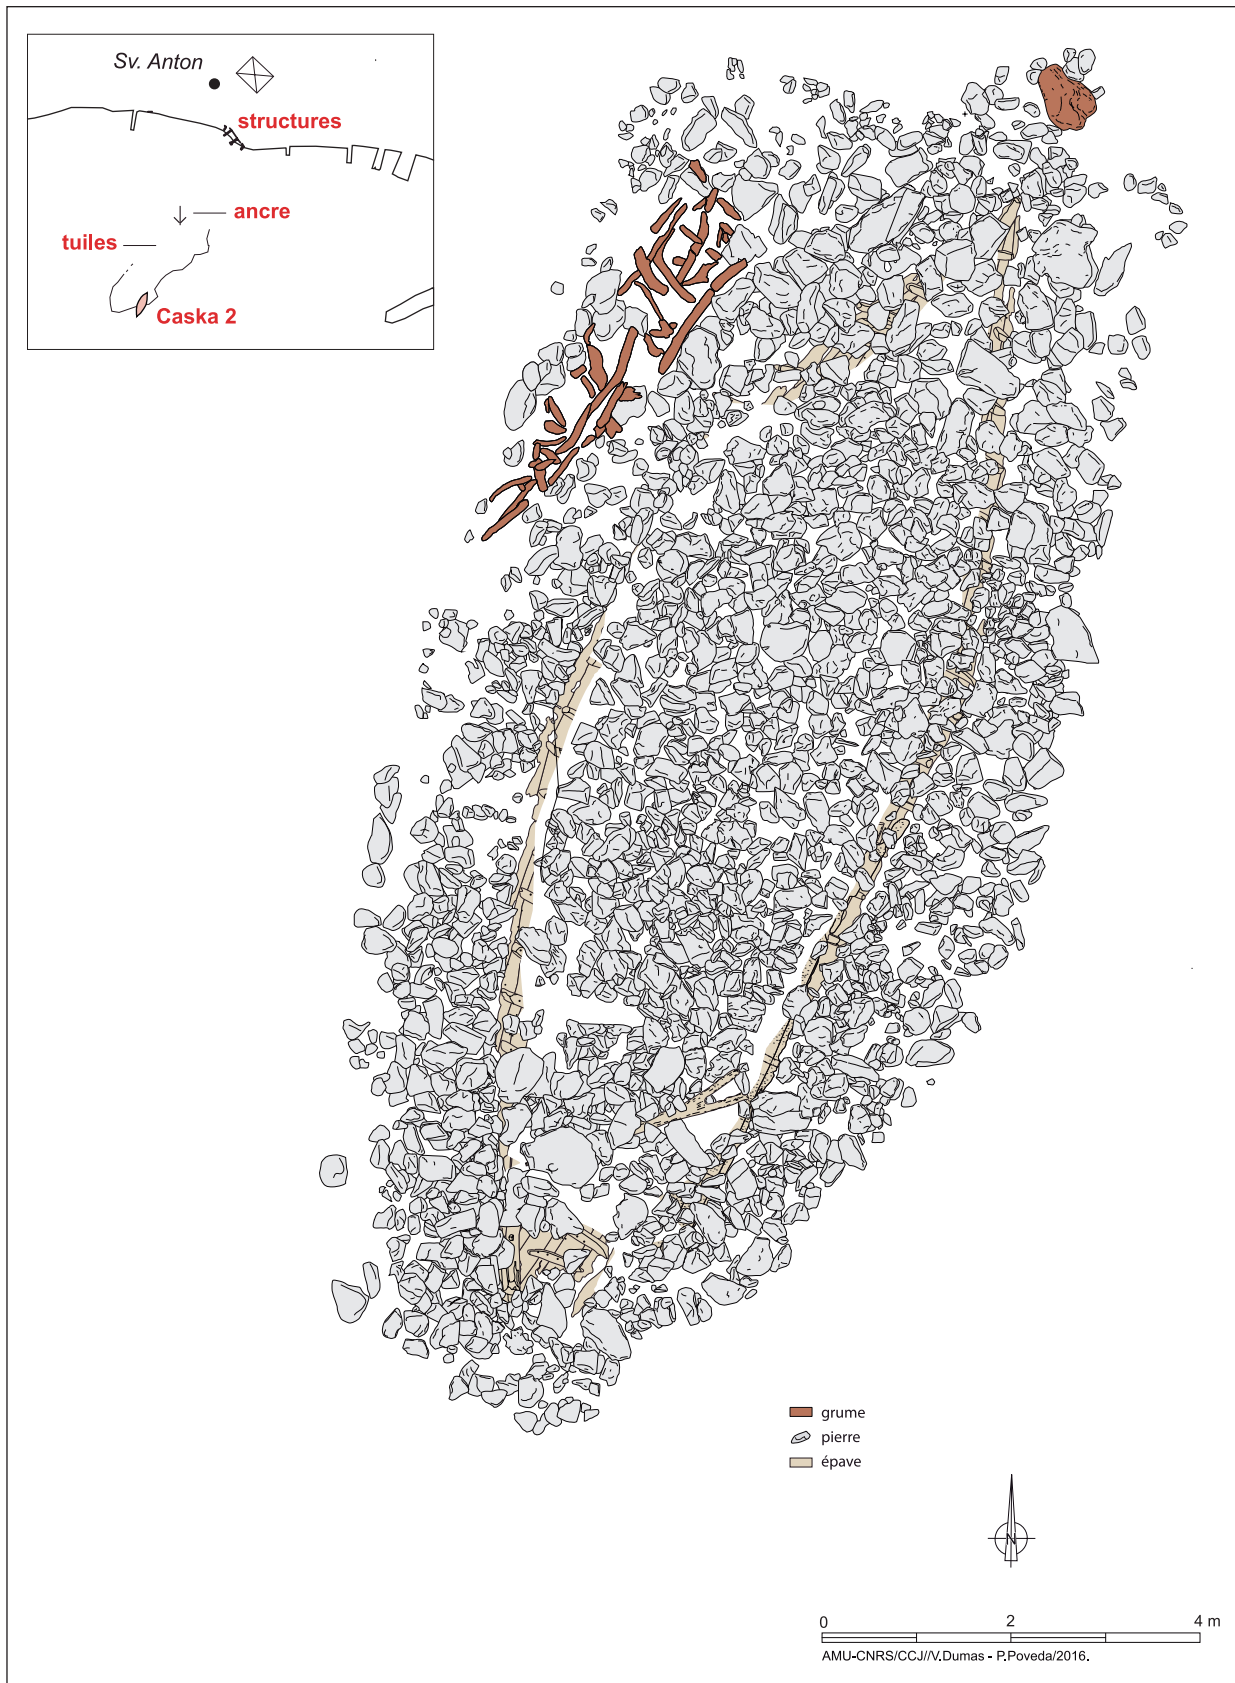 Sv. Anton
structures
ancre
tuiles
Caska 2
grume
pierre
épave
N
0 2 4 m
AMU-CNRS/CCJ//V.Dumas - P.Poveda/2016.